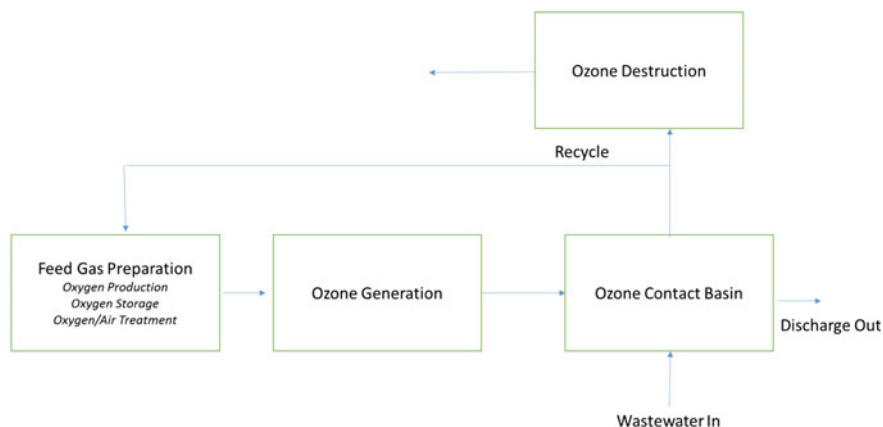 Ozone Destruction
Recycle
Feed Gas Preparation
Oxygen Production
Oxygen Storage
Oxygen/Air Treatment
Ozone Generation
Ozone Contact Basin
Discharge Out
Wastewater In